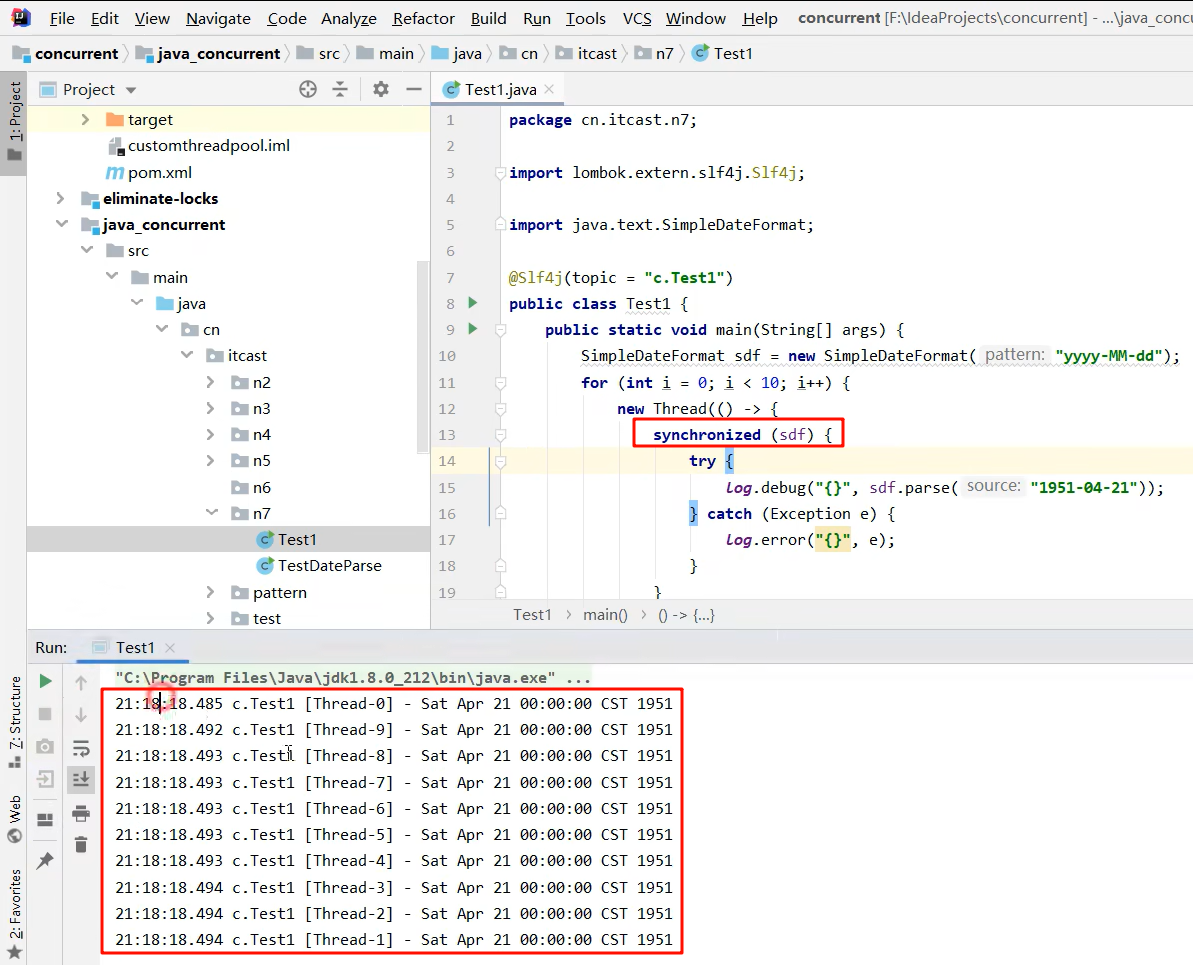 File Edit View Navigate Code Analyze Refactor Build Run Tools VCS Window Help concurrent [F:\IdeaProjects\concurrent] - ...\java_concu
concurrent java_concurrent src main java cn itcast n7 Test1
1: Project
Project
target
customthreadpool.iml
pom.xml
eliminate-locks
java_concurrent
src
main
java
cn
itcast
n2
n3
n4
n5
n6
n7
Test1
TestDateParse
pattern
test
Test1.java
1 package cn.itcast.n7;
2
3 import lombok.extern.slf4j.Slf4j;
4
5 import java.text.SimpleDateFormat;
6
7 @Slf4j(topic = "c.Test1")
8 public class Test1 {
9 public static void main(String[] args) {
10 SimpleDateFormat sdf = new SimpleDateFormat( pattern: "yyyy-MM-dd");
11 for (int i = 0; i < 10; i++) {
12 new Thread(() -> {
13 synchronized (sdf) {
14 try {
15 log.debug("{}", sdf.parse( source: "1951-04-21"));
16 } catch (Exception e) {
17 log.error("{}", e);
18 }
19 }
Test1 main() () -> {...}
Run: Test1
7: Structure
Web
2: Favorites
"C:\Program Files\Java\jdk1.8.0_212\bin\java.exe" ...
21:18:18.485 c.Test1 [Thread-0] - Sat Apr 21 00:00:00 CST 1951
21:18:18.492 c.Test1 [Thread-9] - Sat Apr 21 00:00:00 CST 1951
21:18:18.493 c.Test1 [Thread-8] - Sat Apr 21 00:00:00 CST 1951
21:18:18.493 c.Test1 [Thread-7] - Sat Apr 21 00:00:00 CST 1951
21:18:18.493 c.Test1 [Thread-6] - Sat Apr 21 00:00:00 CST 1951
21:18:18.493 c.Test1 [Thread-5] - Sat Apr 21 00:00:00 CST 1951
21:18:18.493 c.Test1 [Thread-4] - Sat Apr 21 00:00:00 CST 1951
21:18:18.494 c.Test1 [Thread-3] - Sat Apr 21 00:00:00 CST 1951
21:18:18.494 c.Test1 [Thread-2] - Sat Apr 21 00:00:00 CST 1951
21:18:18.494 c.Test1 [Thread-1] - Sat Apr 21 00:00:00 CST 1951